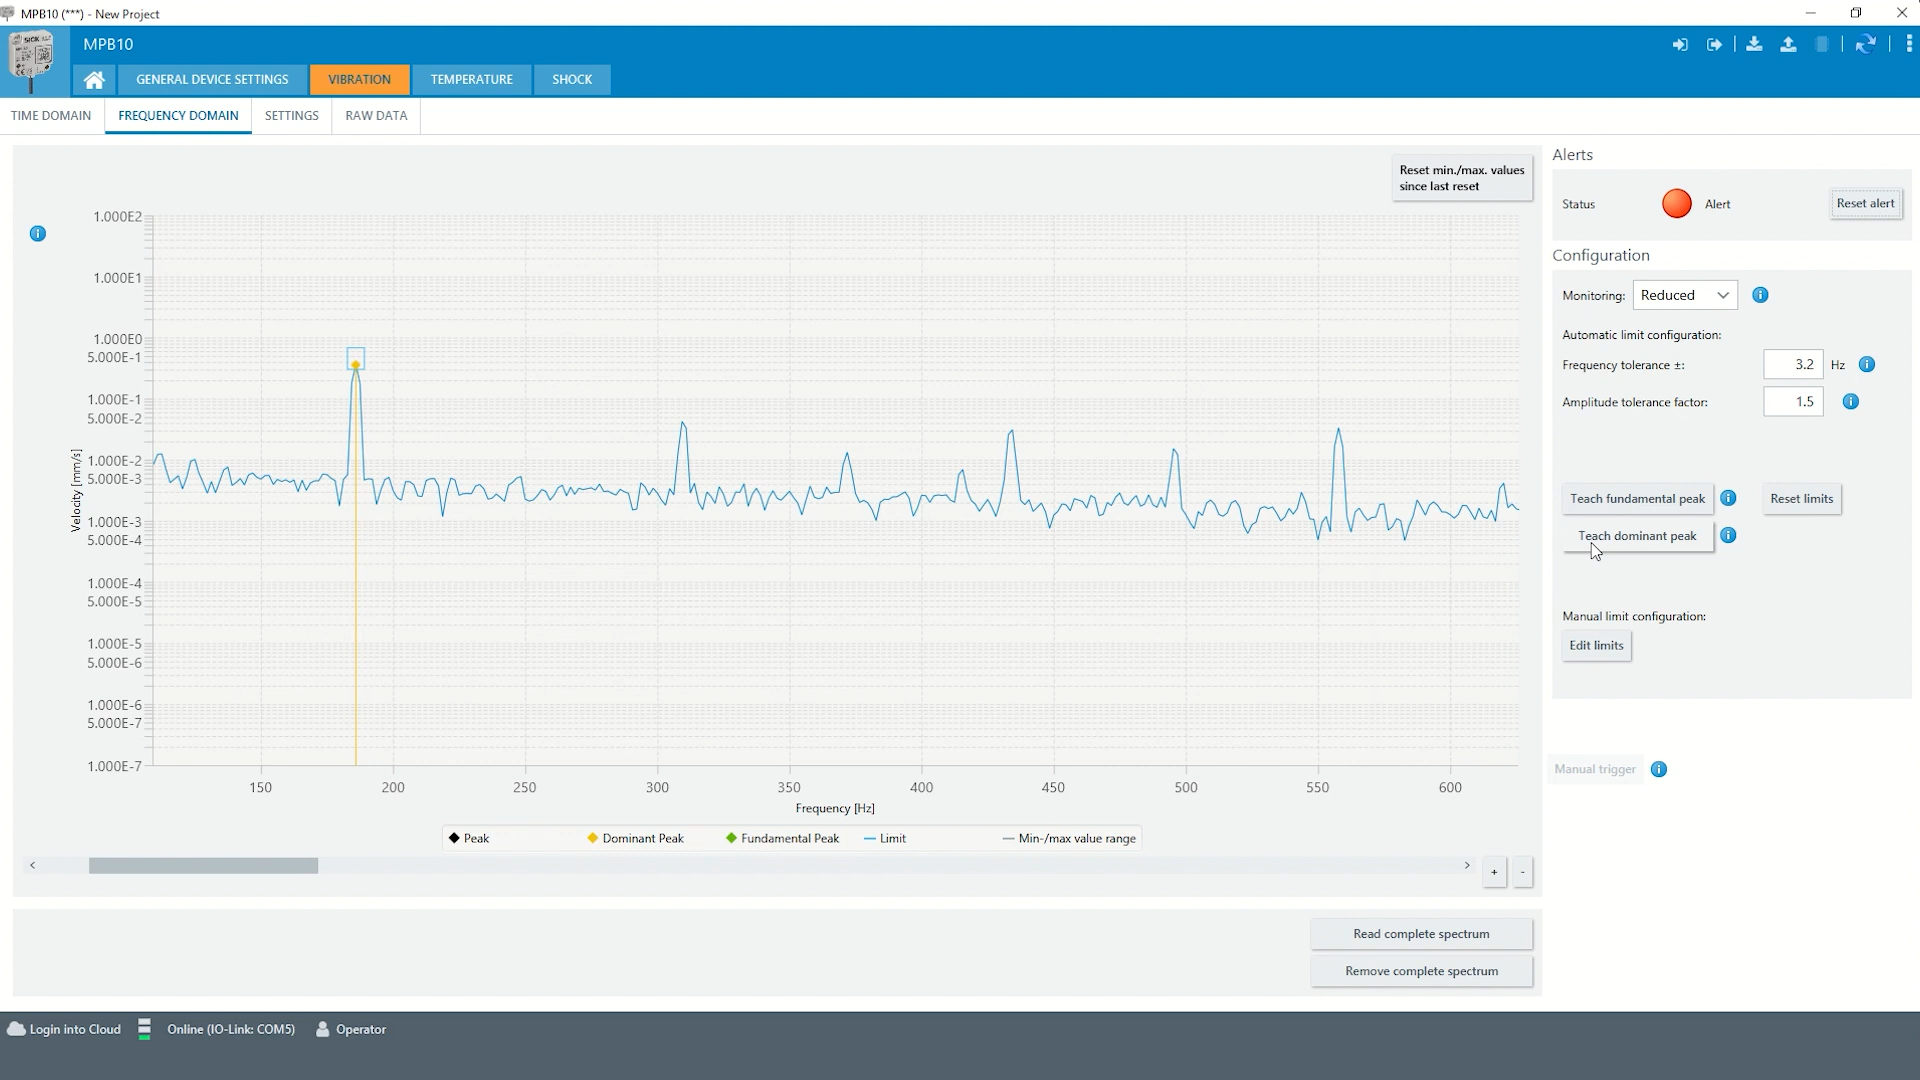 MPB10 (***) - New Project
SICK
MPB10
GENERAL DEVICE SETTINGS
VIBRATION
TEMPERATURE
SHOCK
TIME DOMAIN
FREQUENCY DOMAIN
SETTINGS
RAW DATA
Reset min./max. values
since last reset
1.000E2
1.000E1
1.000E0
5.000E-1
1.000E-1
5.000E-2
1.000E-2
5.000E-3
1.000E-3
5.000E-4
1.000E-4
5.000E-5
1.000E-5
5.000E-6
1.000E-6
5.000E-7
1.000E-7
Velocity [mm/s]
150 200 250 300 350 400 450 500 550 600
Frequency [Hz]
Peak
Dominant Peak
Fundamental Peak
Limit
Min-/max value range
+
-
Read complete spectrum
Remove complete spectrum
Alerts
Status
Alert
Reset alert
Configuration
Monitoring: Reduced
Automatic limit configuration:
Frequency tolerance ±: 3.2 Hz
Amplitude tolerance factor: 1.5
Teach fundamental peak
Reset limits
Teach dominant peak
Manual limit configuration:
Edit limits
Manual trigger
Login into Cloud
Online (IO-Link: COM5)
Operator